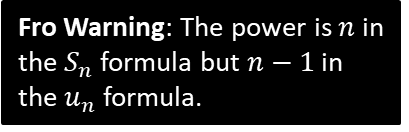 Fro Warning: The power is n in
the Sₙ formula but n − 1 in
the uₙ formula.